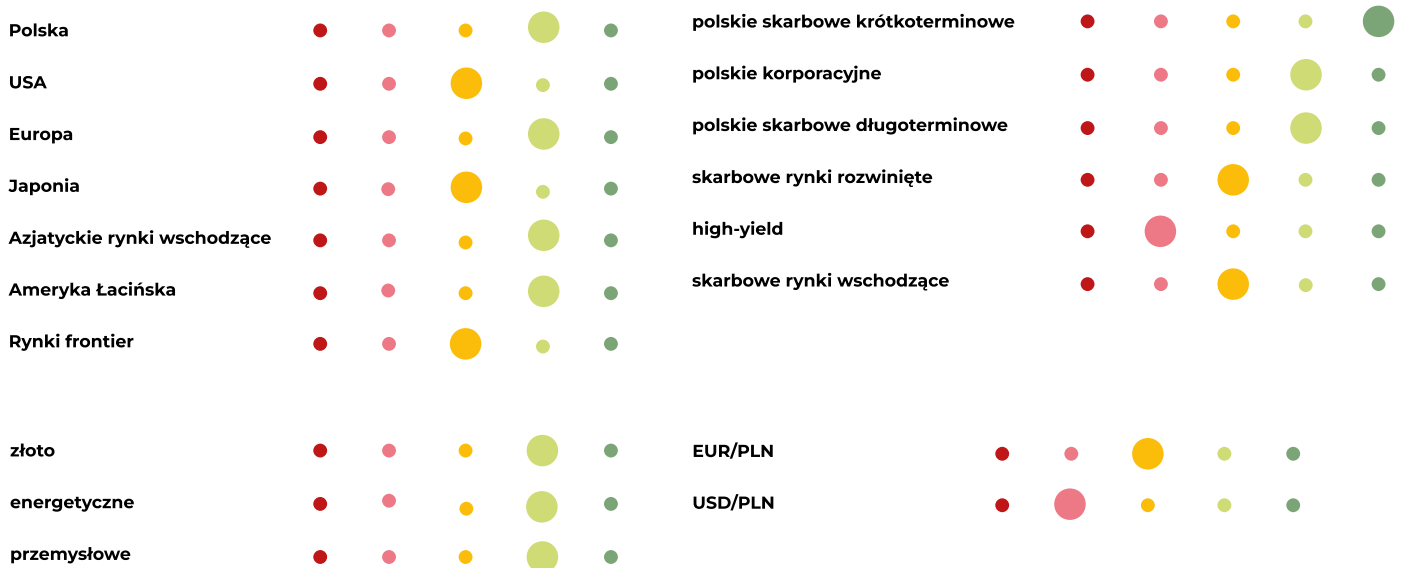 Polska
USA
Europa
Japonia
Azjatyckie rynki wschodzące
Ameryka Łacińska
Rynki frontier
polskie skarbowe krótkoterminowe
polskie korporacyjne
polskie skarbowe długoterminowe
skarbowe rynki rozwinięte
high-yield
skarbowe rynki wschodzące
złoto
energetyczne
przemysłowe
EUR/PLN
USD/PLN